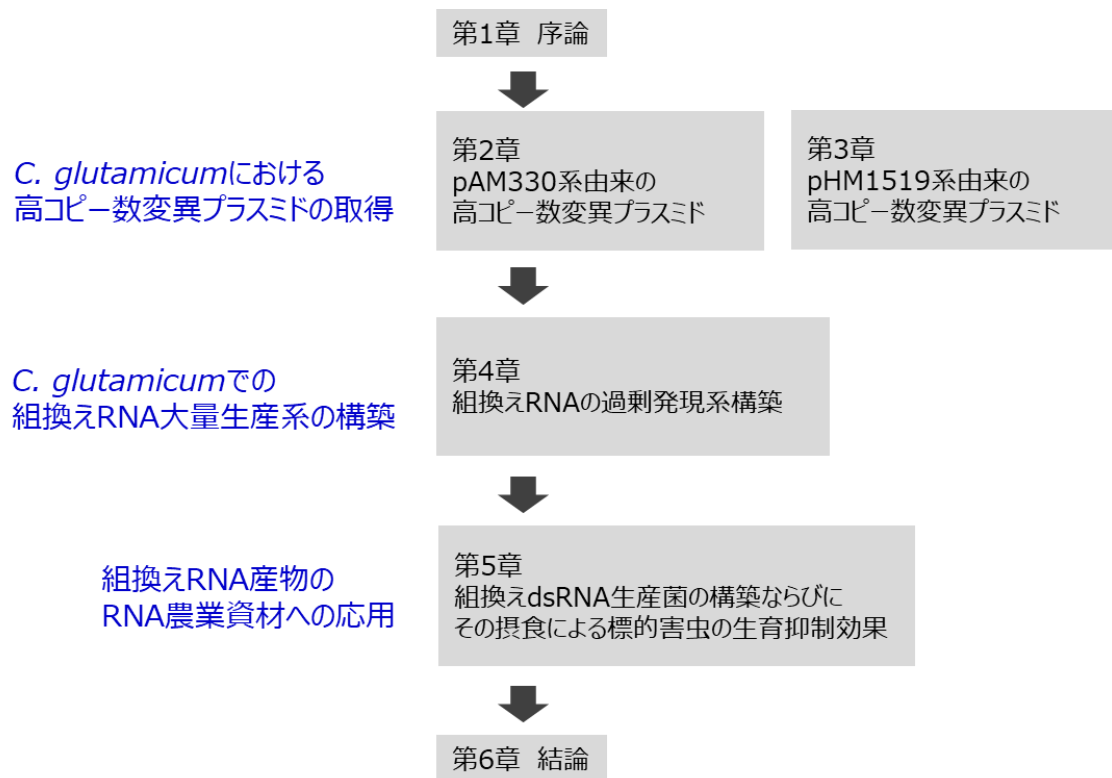 第1章 序論
C. glutamicumにおける
高コピー数変異プラスミドの取得
第2章
pAM330系由来の
高コピー数変異プラスミド
第3章
pHM1519系由来の
高コピー数変異プラスミド
C. glutamicumでの
組換えRNA大量生産系の構築
第4章
組換えRNAの過剰発現系構築
組換えRNA産物の
RNA農業資材への応用
第5章
組換えdsRNA生産菌の構築ならびに
その摂食による標的害虫の生育抑制効果
第6章 結論